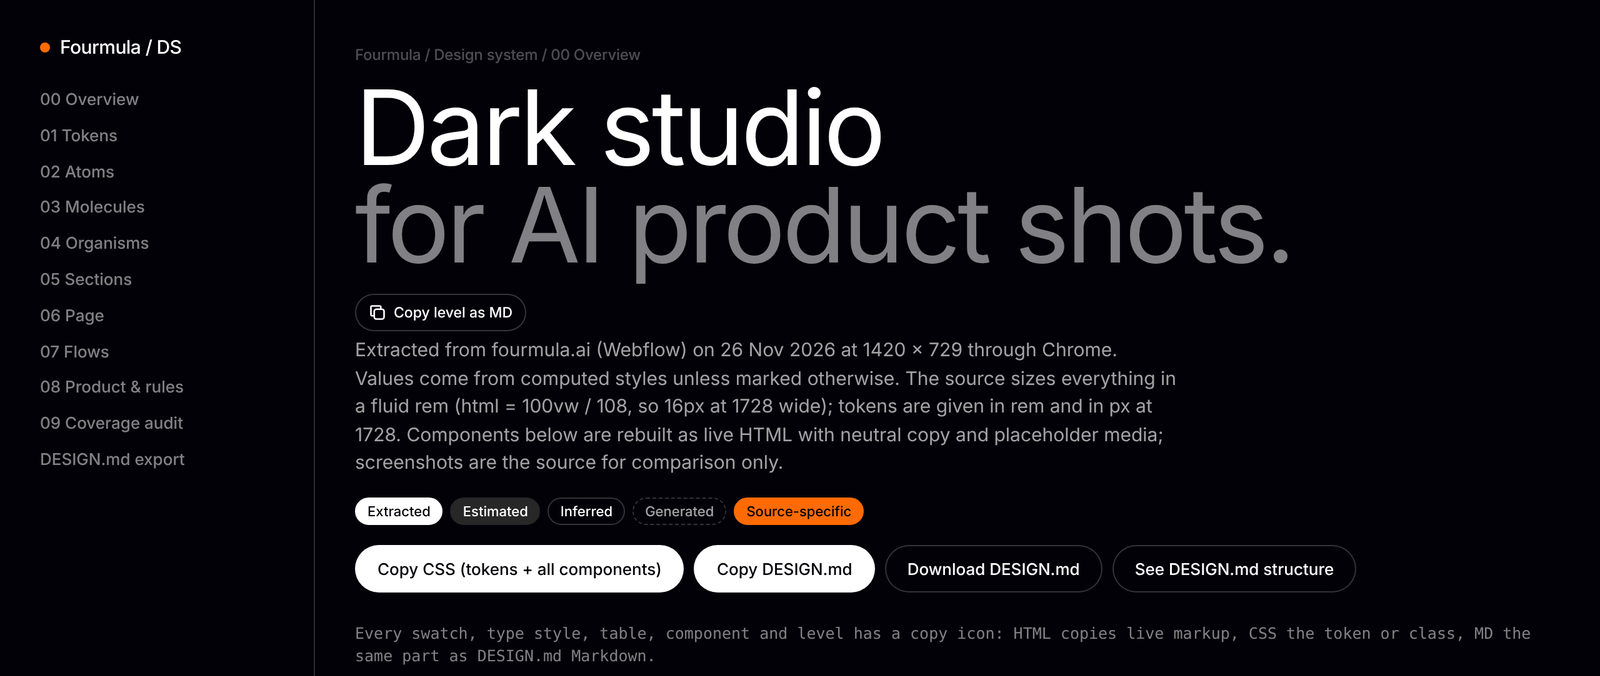 Fourmula / DS
00 Overview
01 Tokens
02 Atoms
03 Molecules
04 Organisms
05 Sections
06 Page
07 Flows
08 Product & rules
09 Coverage audit
DESIGN.md export
Fourmula / Design system / 00 Overview
Dark studio
for AI product shots.
Copy level as MD
Extracted from fourmula.ai (Webflow) on 26 Nov 2026 at 1420 × 729 through Chrome.
Values come from computed styles unless marked otherwise. The source sizes everything in
a fluid rem (html = 100vw / 108, so 16px at 1728 wide); tokens are given in rem and in px at
1728. Components below are rebuilt as live HTML with neutral copy and placeholder media;
screenshots are the source for comparison only.
Extracted
Estimated
Inferred
Generated
Source-specific
Copy CSS (tokens + all components)
Copy DESIGN.md
Download DESIGN.md
See DESIGN.md structure
Every swatch, type style, table, component and level has a copy icon: HTML copies live markup, CSS the token or class, MD the
same part as DESIGN.md Markdown.